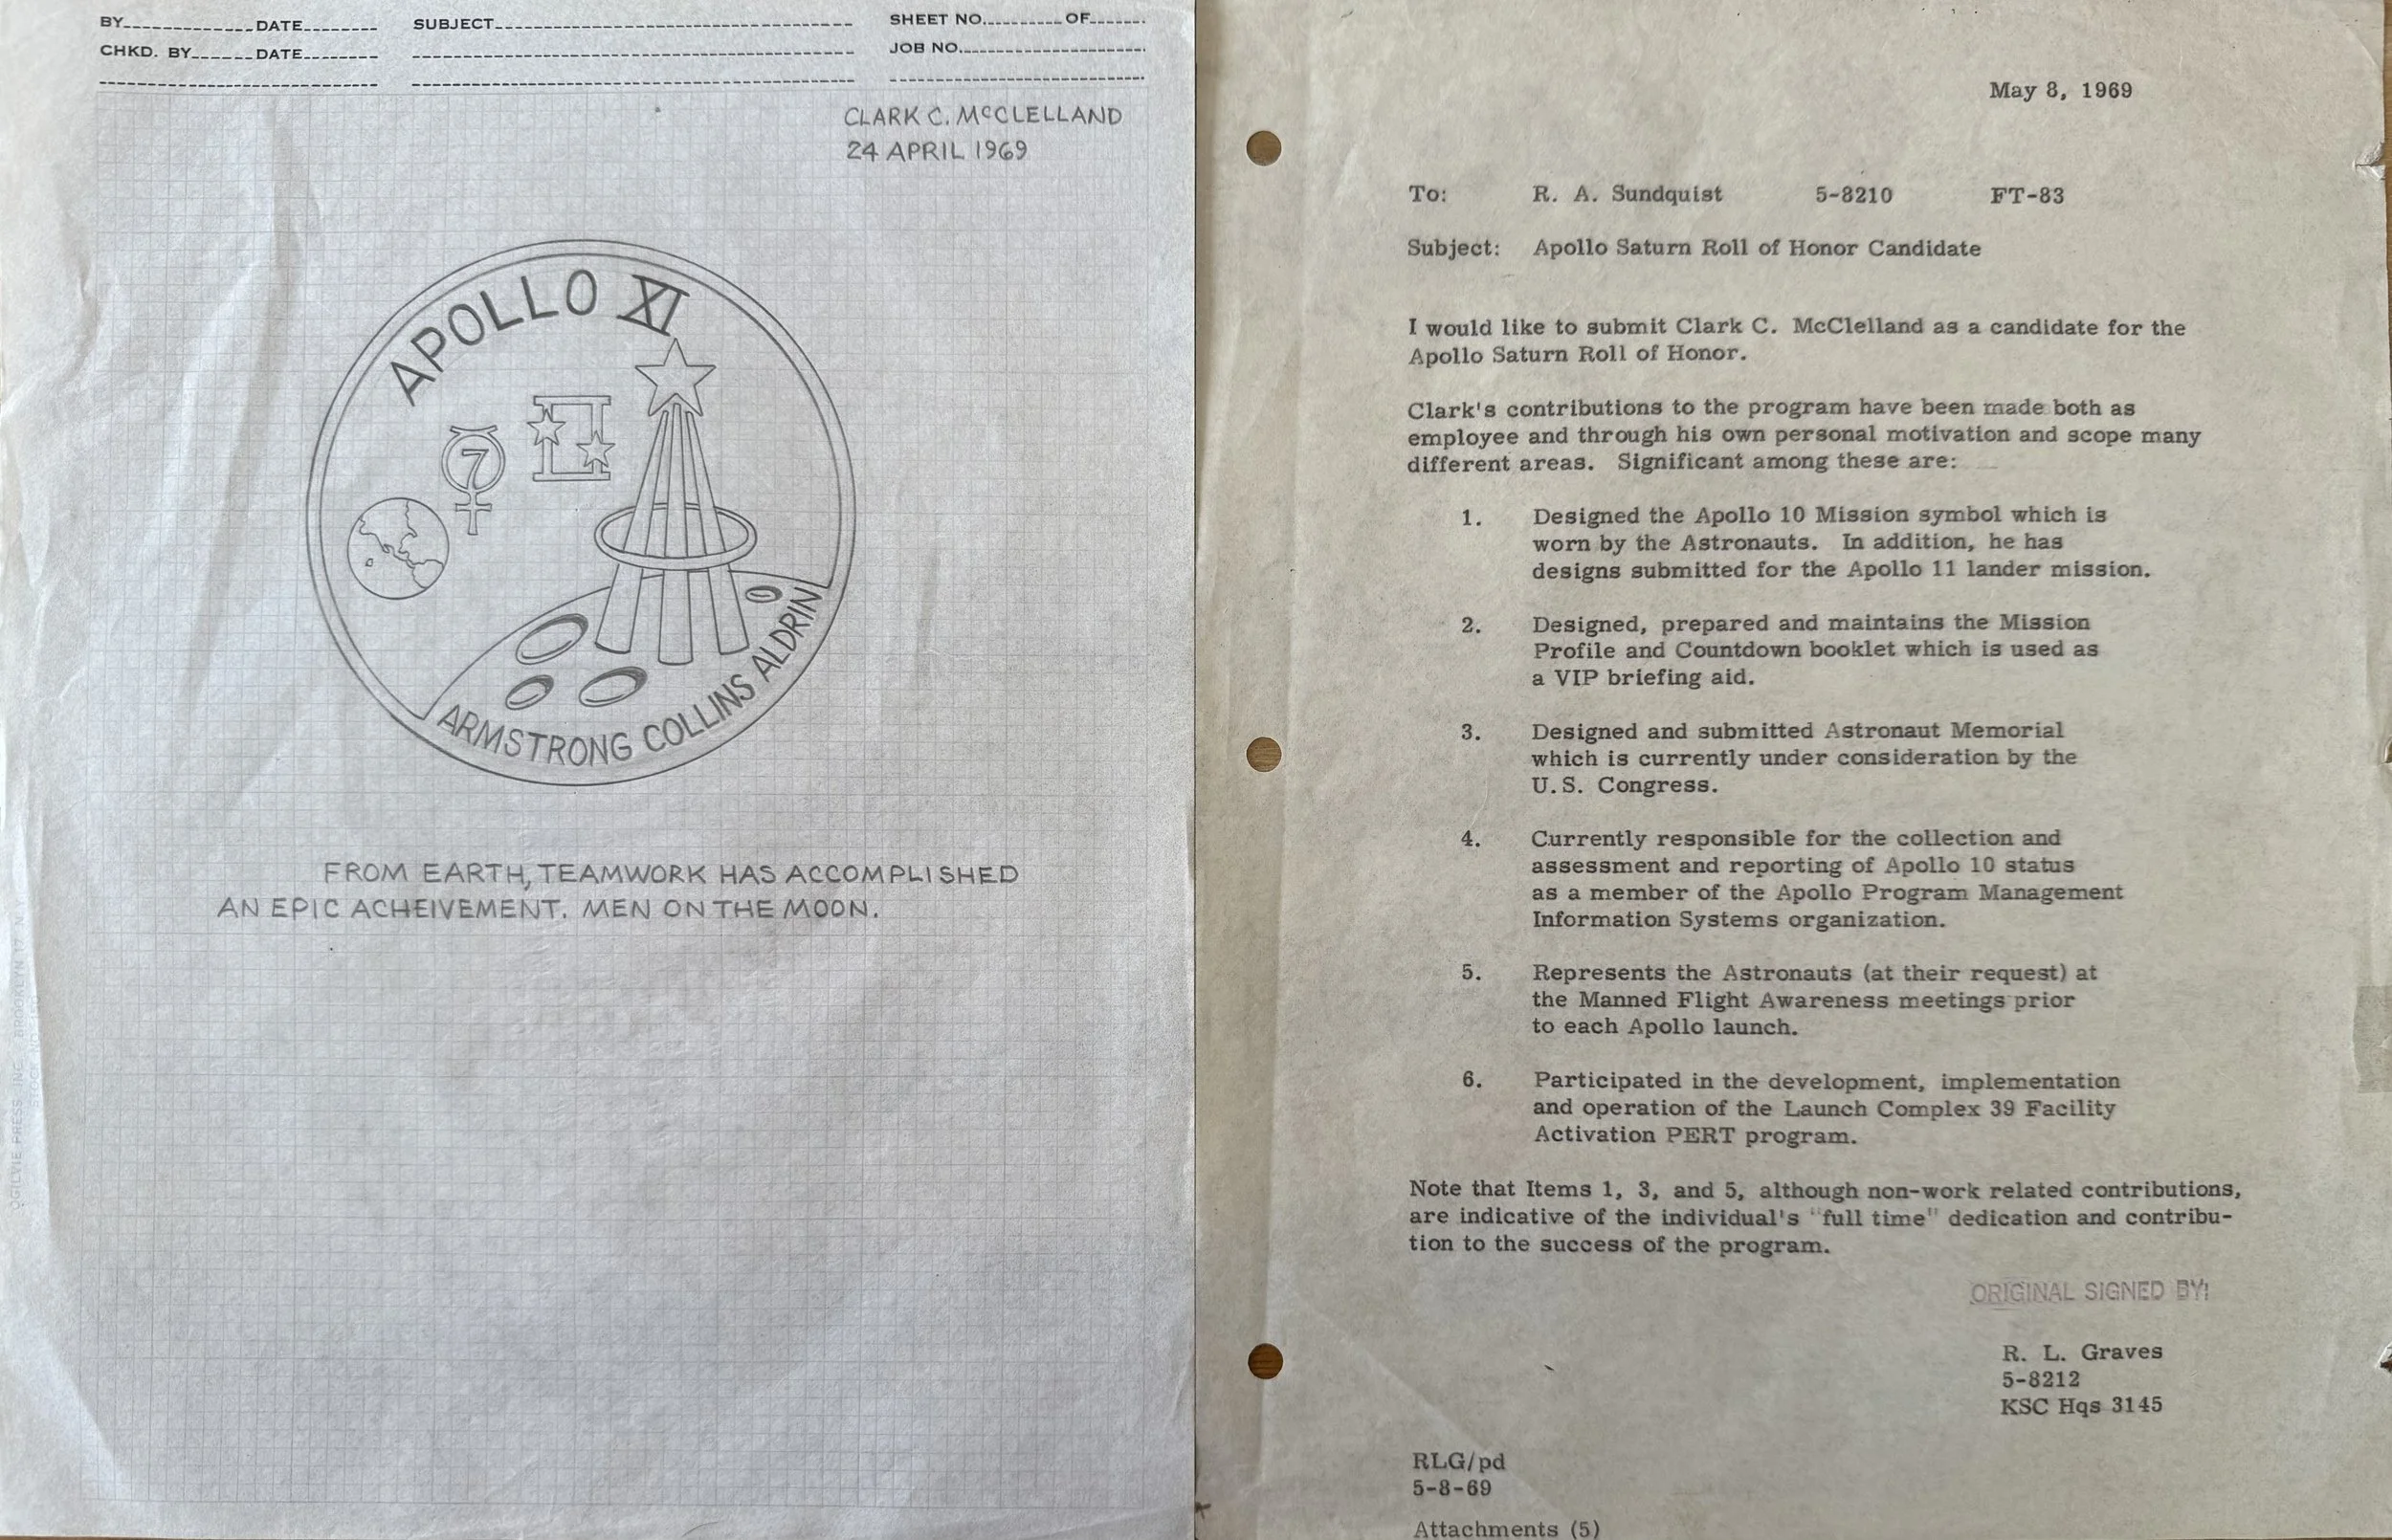 BY DATE SUBJECT SHEET NO. OF
CHKD. BY DATE JOB NO.
CLARK C. McCLELLAND
24 APRIL 1969
APOLLO XI
7
II
ARMSTRONG COLLINS ALDRIN
FROM EARTH, TEAMWORK HAS ACCOMPLISHED
AN EPIC ACHEIVEMENT. MEN ON THE MOON.
OGILVIE PRESS, INC. BROOKLYN 17, N.
STOCK NO.
May 8, 1969
To: R. A. Sundquist 5-8210 FT-83
Subject: Apollo Saturn Roll of Honor Candidate
I would like to submit Clark C. McClelland as a candidate for the
Apollo Saturn Roll of Honor.
Clark's contributions to the program have been made both as
employee and through his own personal motivation and scope many
different areas. Significant among these are:
1. Designed the Apollo 10 Mission symbol which is
worn by the Astronauts. In addition, he has
designs submitted for the Apollo 11 lander mission.
2. Designed, prepared and maintains the Mission
Profile and Countdown booklet which is used as
a VIP briefing aid.
3. Designed and submitted Astronaut Memorial
which is currently under consideration by the
U.S. Congress.
4. Currently responsible for the collection and
assessment and reporting of Apollo 10 status
as a member of the Apollo Program Management
Information Systems organization.
5. Represents the Astronauts (at their request) at
the Manned Flight Awareness meetings prior
to each Apollo launch.
6. Participated in the development, implementation
and operation of the Launch Complex 39 Facility
Activation PERT program.
Note that Items 1, 3, and 5, although non-work related contributions,
are indicative of the individual's "full time" dedication and contribu-
tion to the success of the program.
ORIGINAL SIGNED BY:
R. L. Graves
5-8212
KSC Hqs 3145
RLG/pd
5-8-69
Attachments (5)